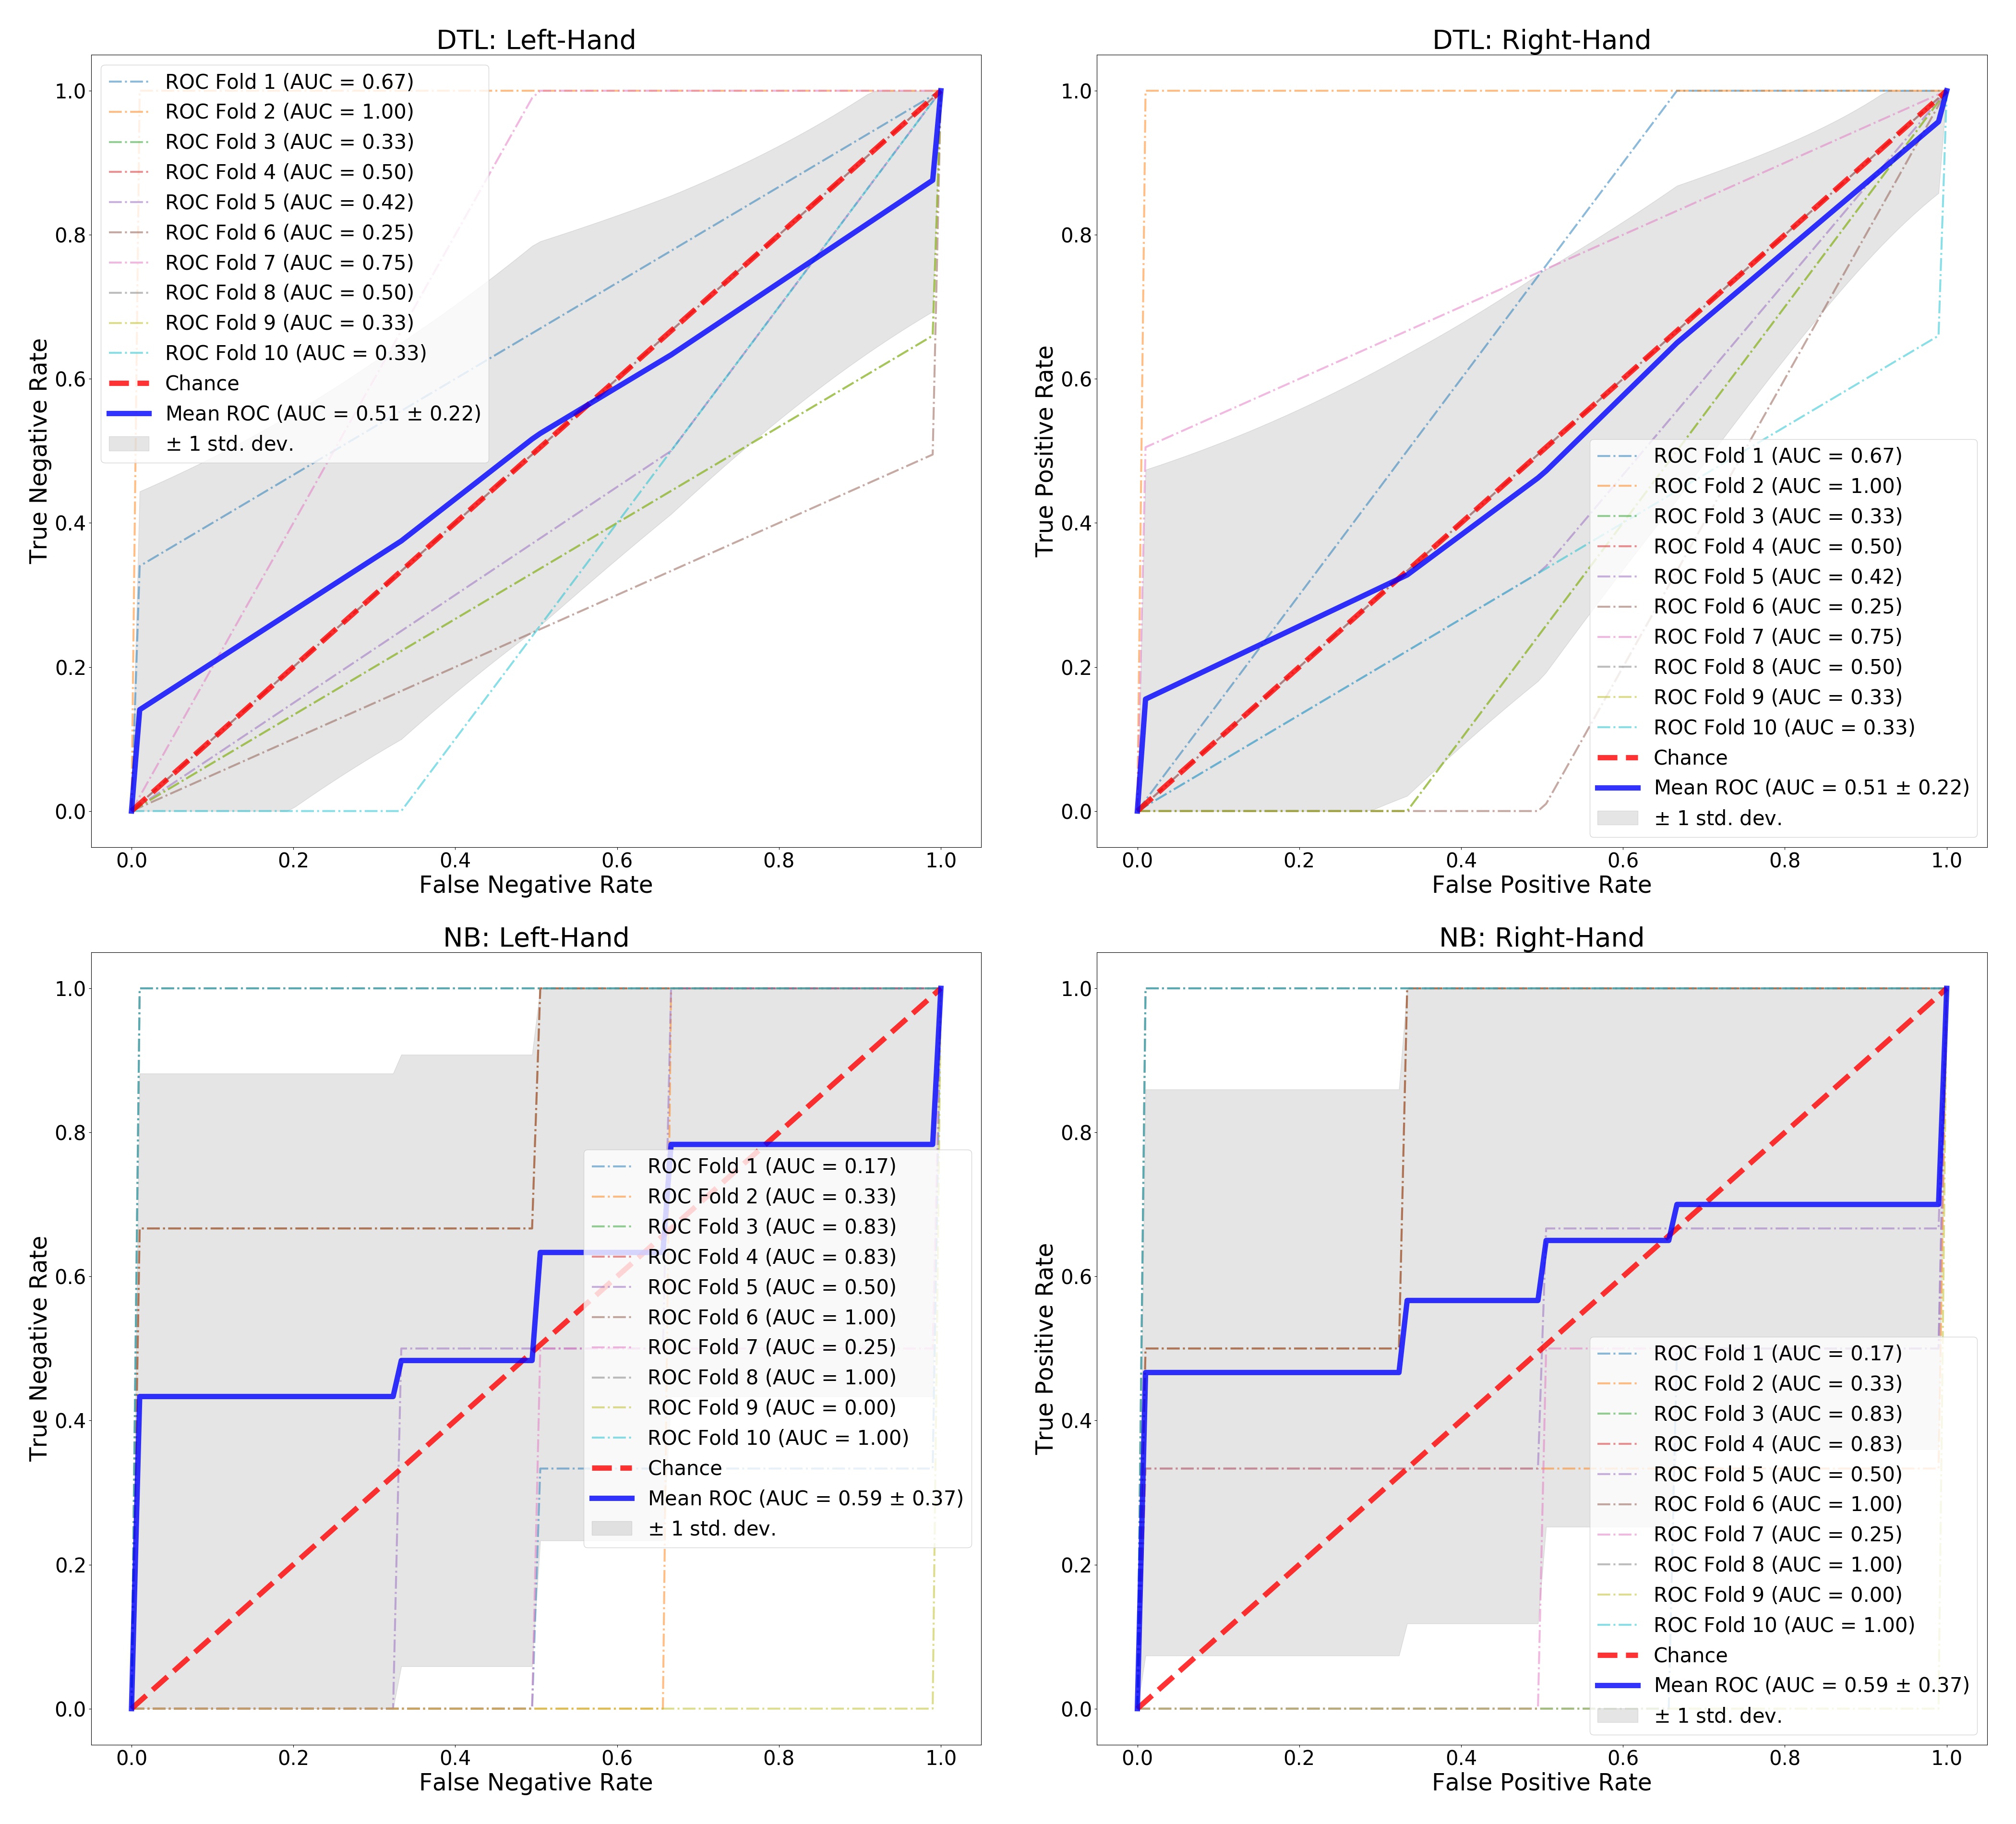 DTL: Left-Hand
True Negative Rate
1.0
0.8
0.6
0.4
0.2
0.0
ROC Fold 1 (AUC = 0.67)
ROC Fold 2 (AUC = 1.00)
ROC Fold 3 (AUC = 0.33)
ROC Fold 4 (AUC = 0.50)
ROC Fold 5 (AUC = 0.42)
ROC Fold 6 (AUC = 0.25)
ROC Fold 7 (AUC = 0.75)
ROC Fold 8 (AUC = 0.50)
ROC Fold 9 (AUC = 0.33)
ROC Fold 10 (AUC = 0.33)
Chance
Mean ROC (AUC = 0.51 ± 0.22)
± 1 std. dev.
0.0 0.2 0.4 0.6 0.8 1.0
False Negative Rate
DTL: Right-Hand
True Positive Rate
1.0
0.8
0.6
0.4
0.2
0.0
ROC Fold 1 (AUC = 0.67)
ROC Fold 2 (AUC = 1.00)
ROC Fold 3 (AUC = 0.33)
ROC Fold 4 (AUC = 0.50)
ROC Fold 5 (AUC = 0.42)
ROC Fold 6 (AUC = 0.25)
ROC Fold 7 (AUC = 0.75)
ROC Fold 8 (AUC = 0.50)
ROC Fold 9 (AUC = 0.33)
ROC Fold 10 (AUC = 0.33)
Chance
Mean ROC (AUC = 0.51 ± 0.22)
± 1 std. dev.
0.0 0.2 0.4 0.6 0.8 1.0
False Positive Rate
NB: Left-Hand
True Negative Rate
1.0
0.8
0.6
0.4
0.2
0.0
ROC Fold 1 (AUC = 0.17)
ROC Fold 2 (AUC = 0.33)
ROC Fold 3 (AUC = 0.83)
ROC Fold 4 (AUC = 0.83)
ROC Fold 5 (AUC = 0.50)
ROC Fold 6 (AUC = 1.00)
ROC Fold 7 (AUC = 0.25)
ROC Fold 8 (AUC = 1.00)
ROC Fold 9 (AUC = 0.00)
ROC Fold 10 (AUC = 1.00)
Chance
Mean ROC (AUC = 0.59 ± 0.37)
± 1 std. dev.
0.0 0.2 0.4 0.6 0.8 1.0
False Negative Rate
NB: Right-Hand
True Positive Rate
1.0
0.8
0.6
0.4
0.2
0.0
ROC Fold 1 (AUC = 0.17)
ROC Fold 2 (AUC = 0.33)
ROC Fold 3 (AUC = 0.83)
ROC Fold 4 (AUC = 0.83)
ROC Fold 5 (AUC = 0.50)
ROC Fold 6 (AUC = 1.00)
ROC Fold 7 (AUC = 0.25)
ROC Fold 8 (AUC = 1.00)
ROC Fold 9 (AUC = 0.00)
ROC Fold 10 (AUC = 1.00)
Chance
Mean ROC (AUC = 0.59 ± 0.37)
± 1 std. dev.
0.0 0.2 0.4 0.6 0.8 1.0
False Positive Rate